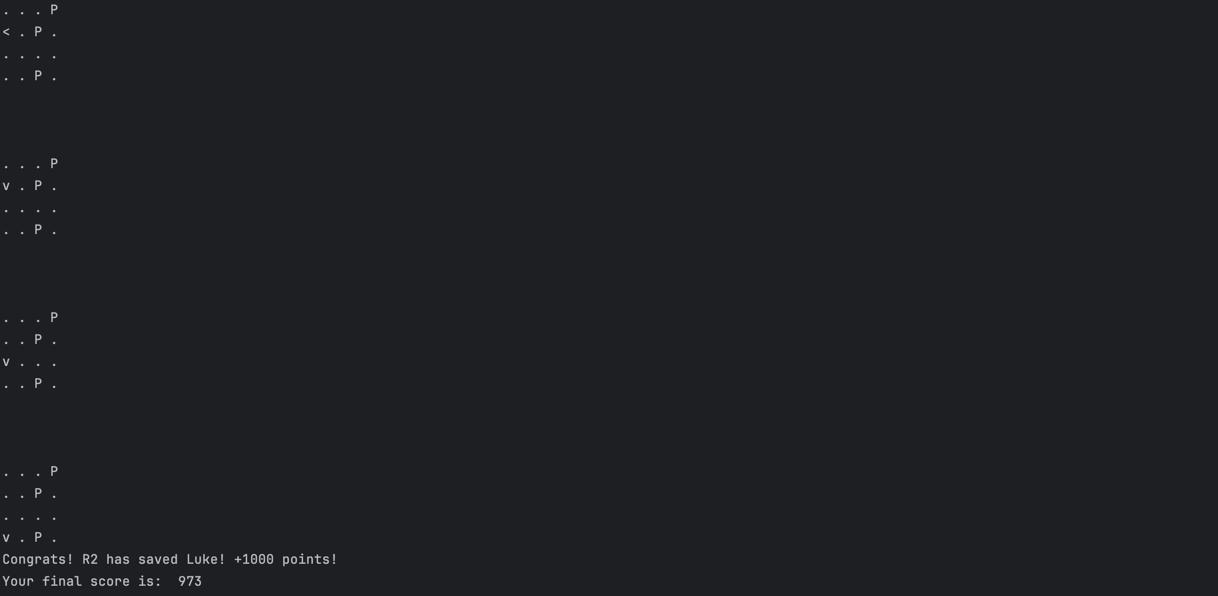 . . . P
< . P .
. . . .
. . P .
. . . P
v . P .
. . . .
. . P .
. . . P
. . P .
v . . .
. . P .
. . . P
. . P .
. . . .
v . P .
Congrats! R2 has saved Luke! +1000 points!
Your final score is:  973